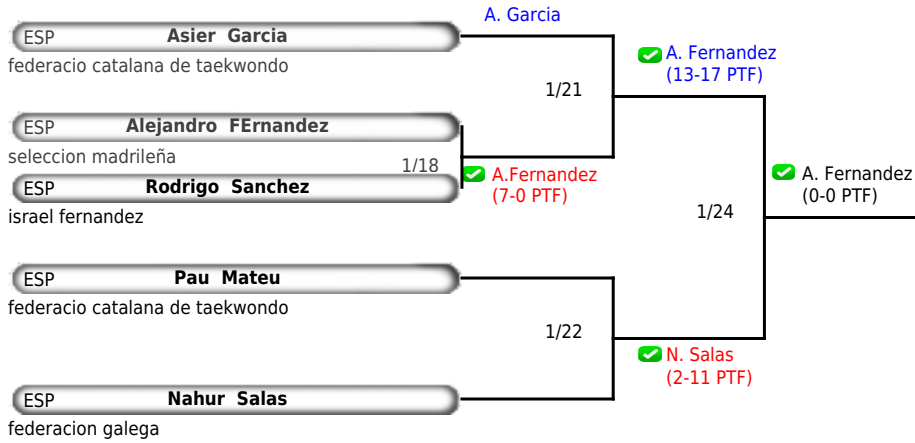 A. Garcia
ESP Asier Garcia
federacio catalana de taekwondo
A. Fernandez
(13-17 PTF)
1/21
ESP Alejandro FErnandez
seleccion madrileña
1/18
A.Fernandez
(7-0 PTF)
ESP Rodrigo Sanchez
israel fernandez
A. Fernandez
(0-0 PTF)
1/24
ESP Pau Mateu
federacio catalana de taekwondo
1/22
N. Salas
(2-11 PTF)
ESP Nahur Salas
federacion galega